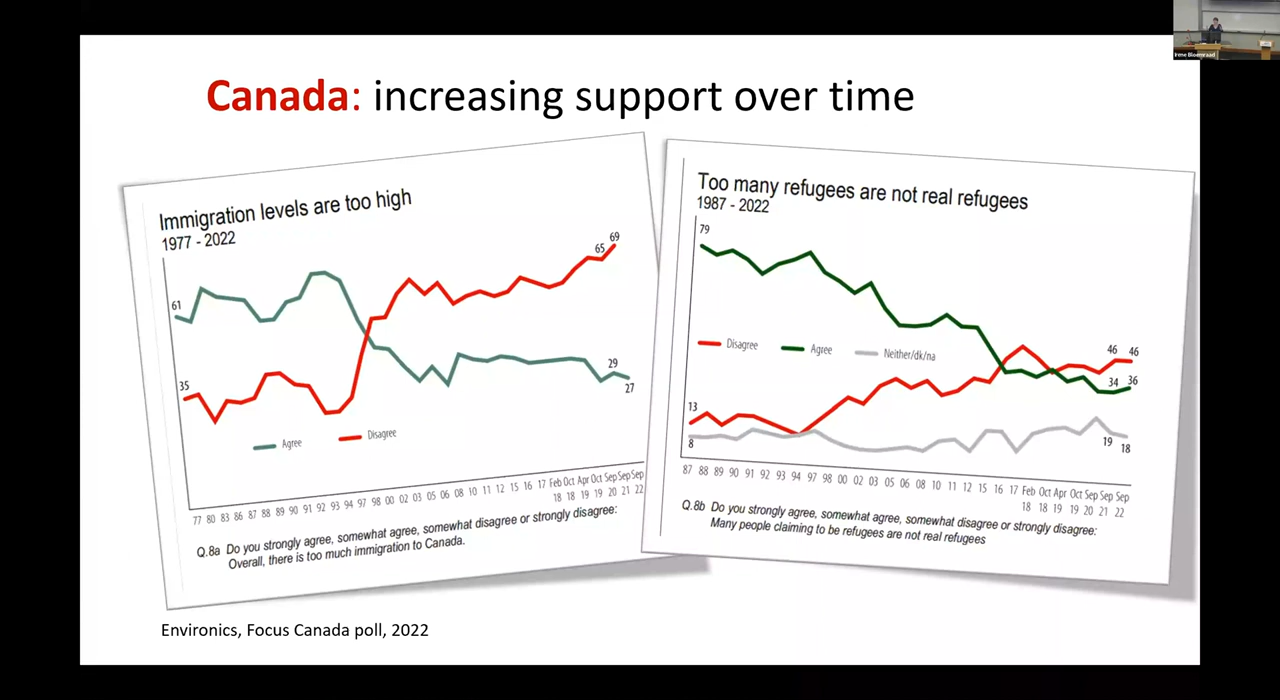 Irene Bloemraad
Canada: increasing support over time
Immigration levels are too high
1977 - 2022
61
35
65
69
29
27
Agree
Disagree
77 80 83 86 87 88 89 90 91 92 93 94 97 98 00 02 03 05 06 08 10 11 12 15 16 17 Feb Oct Apr Oct Sep Sep Sep
18 18 19 19 20 21 22
Q.8a Do you strongly agree, somewhat agree, somewhat disagree or strongly disagree:
Overall, there is too much immigration to Canada.
Too many refugees are not real refugees
1987 - 2022
79
Disagree
Agree
Neither/dk/na
13
8
46 46
34 36
19 18
87 88 89 90 91 92 93 94 97 98 00 02 03 05 06 08 10 11 12 15 16 17 Feb Oct Apr Oct Sep Sep Sep
18 18 19 19 20 21 22
Q.8b Do you strongly agree, somewhat agree, somewhat disagree or strongly disagree:
Many people claiming to be refugees are not real refugees
Environics, Focus Canada poll, 2022